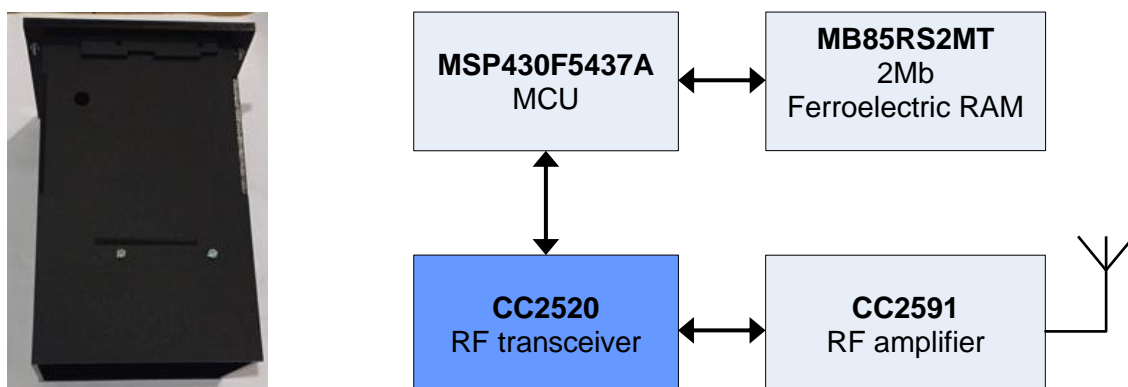 MSP430F5437A
MCU
MB85RS2MT
2Mb
Ferroelectric RAM
CC2520
RF transceiver
CC2591
RF amplifier